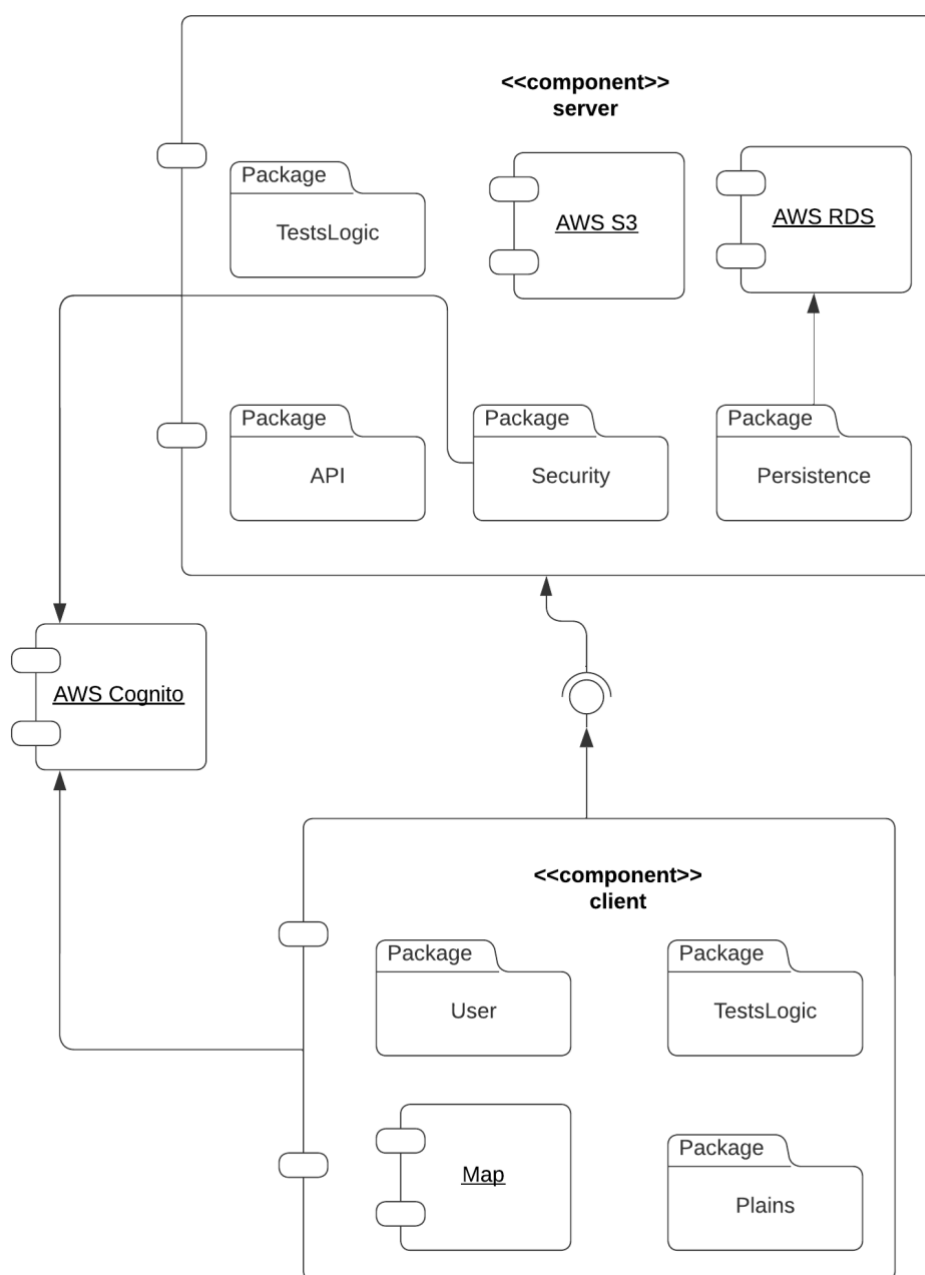 <<component>>
server
Package
TestsLogic
AWS S3
AWS RDS
Package
API
Package
Security
Package
Persistence
AWS Cognito
<<component>>
client
Package
User
Package
TestsLogic
Map
Package
Plains